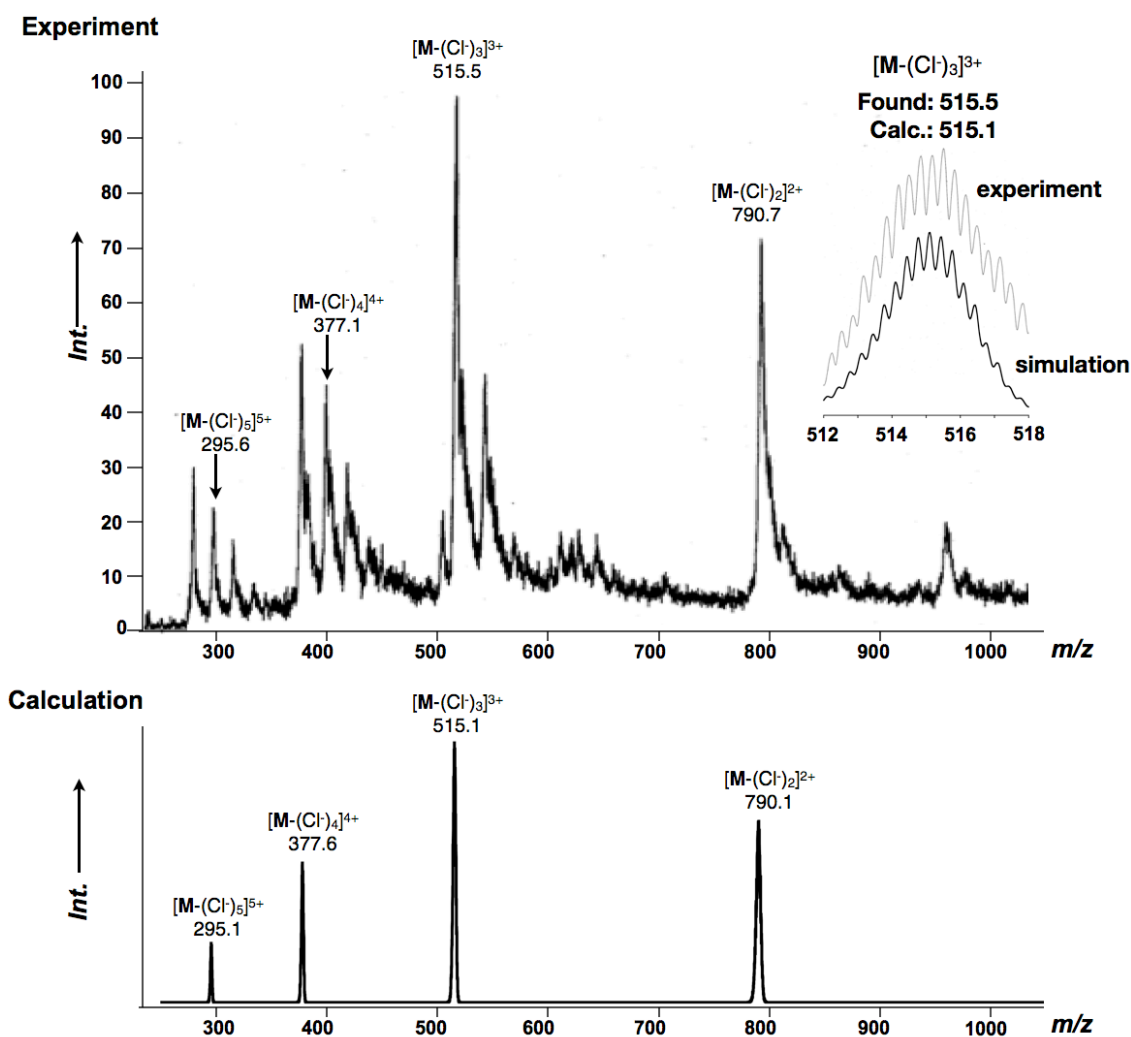 Experiment
[M-(Cl-)3]3+
515.5
[M-(Cl-)3]3+
Found: 515.5
Calc.: 515.1
experiment
simulation
512 514 516 518
[M-(Cl-)2]2+
790.7
[M-(Cl-)4]4+
377.1
[M-(Cl-)5]5+
295.6
100
90
80
70
60
50
40
30
20
10
0
Int.
300 400 500 600 700 800 900 1000 m/z
Calculation
[M-(Cl-)3]3+
515.1
[M-(Cl-)2]2+
790.1
[M-(Cl-)4]4+
377.6
[M-(Cl-)5]5+
295.1
Int.
300 400 500 600 700 800 900 1000 m/z